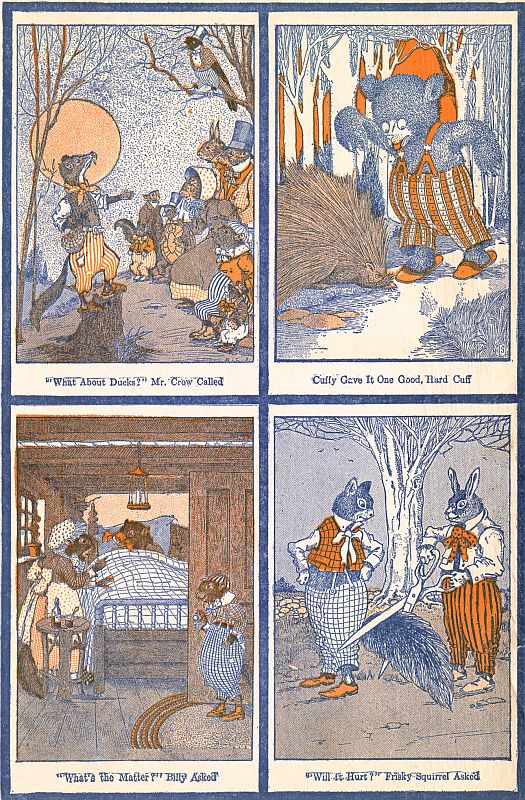 "What About Ducks?" Mr. Crow Called
Cuffy Gave It One Good, Hard Cuff
"What's the Matter?" Billy Asked
"Will It Hurt?" Frisky Squirrel Asked